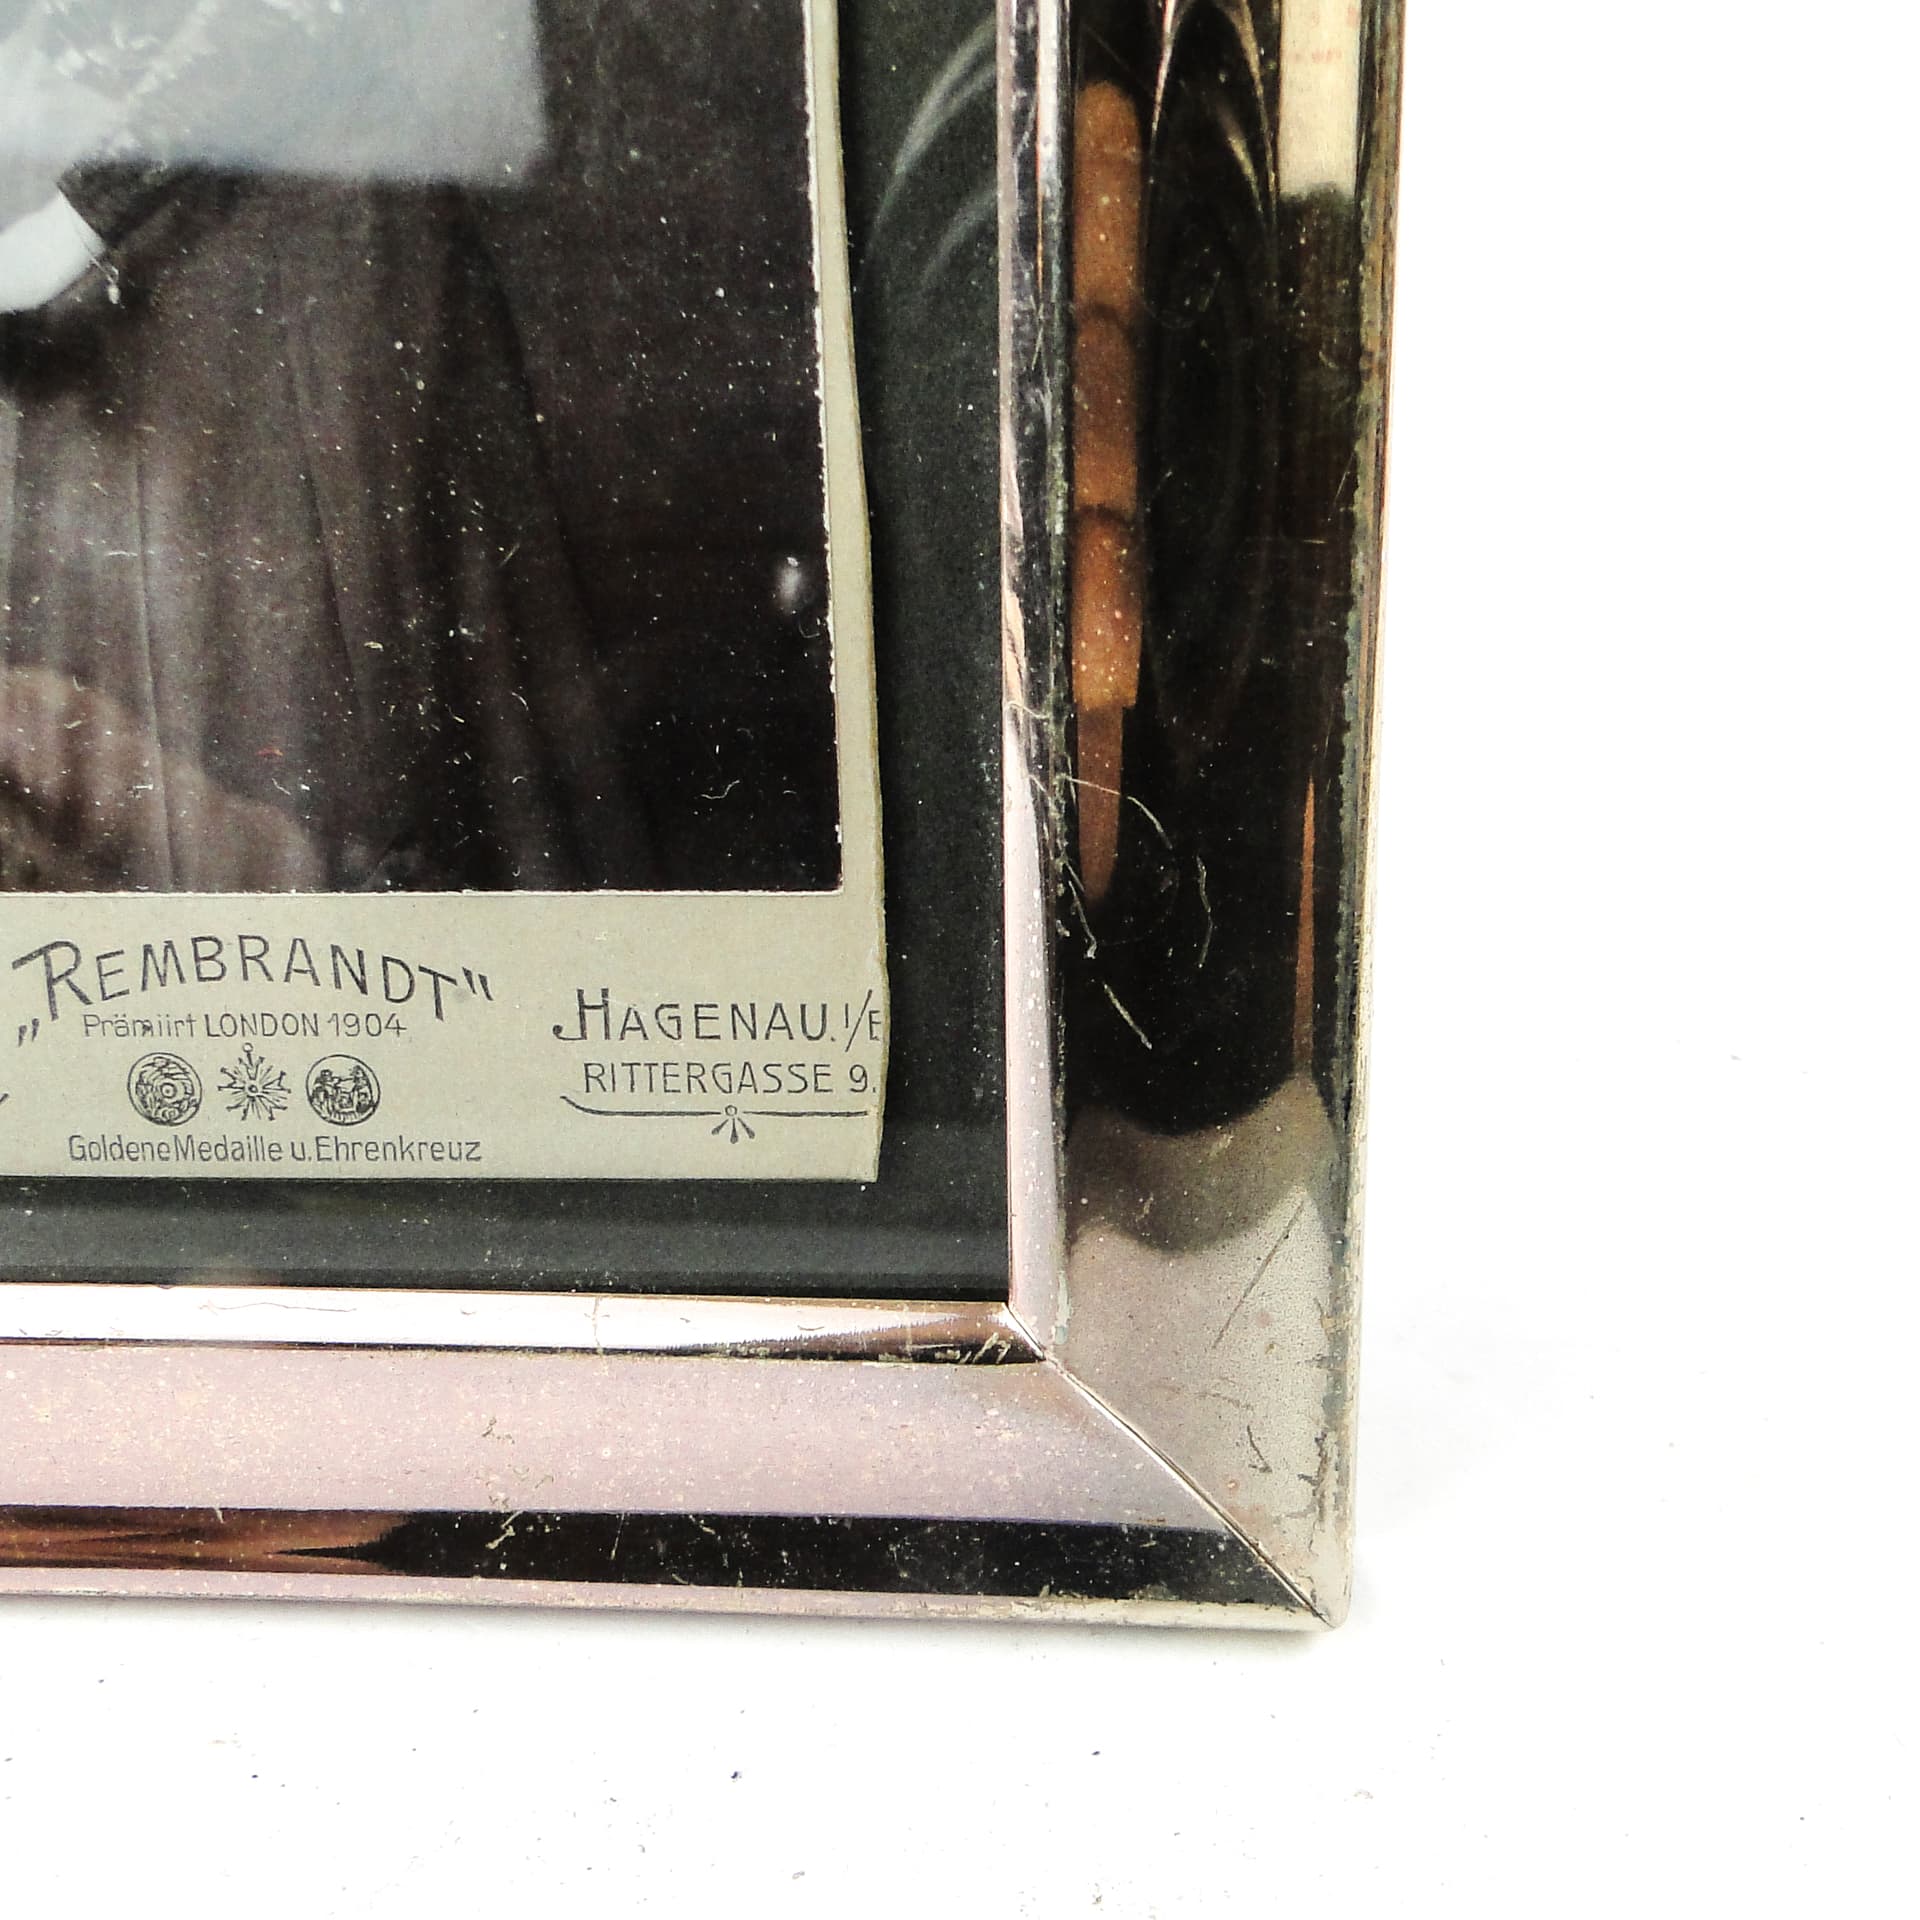 „REMBRANDT"
Prämiirt LONDON 1904
Goldene Medaille u. Ehrenkreuz
HAGENAU. I/E
RITTERGASSE 9.